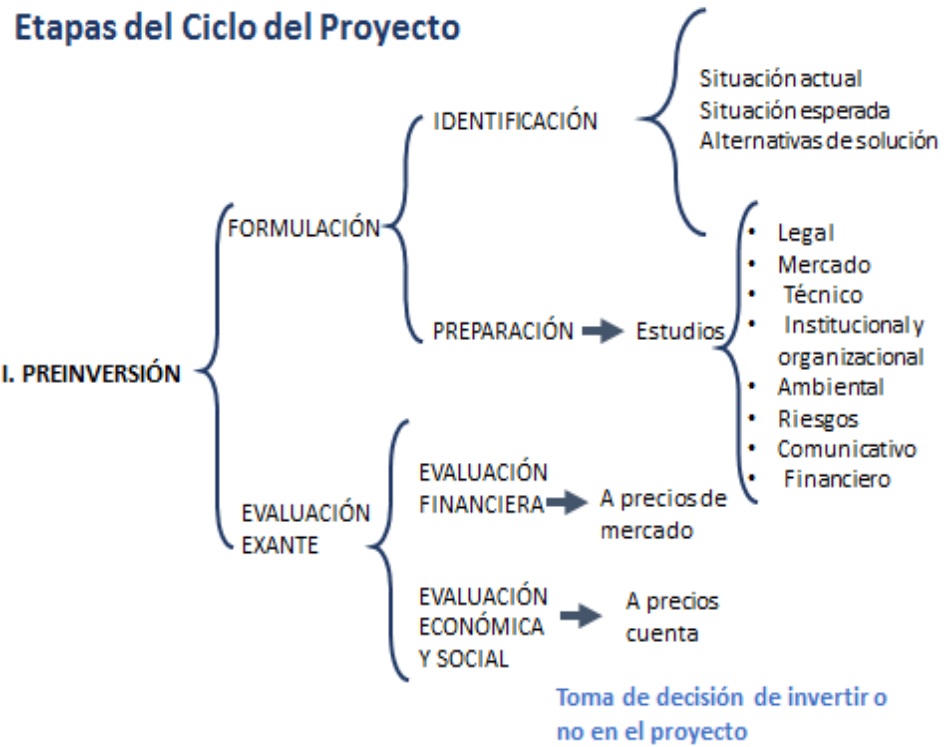 Etapas del Ciclo del Proyecto
IDENTIFICACIÓN
Situación actual
Situación esperada
Alternativas de solución
FORMULACIÓN
PREPARACIÓN
Estudios
• Legal
• Mercado
• Técnico
• Institucional y
organizacional
• Ambiental
• Riesgos
• Comunicativo
• Financiero
I. PREINVERSIÓN
EVALUACIÓN
EXANTE
EVALUACIÓN
FINANCIERA
A precios de
mercado
EVALUACIÓN
ECONÓMICA
Y SOCIAL
A precios
cuenta
Toma de decisión de invertir o
no en el proyecto